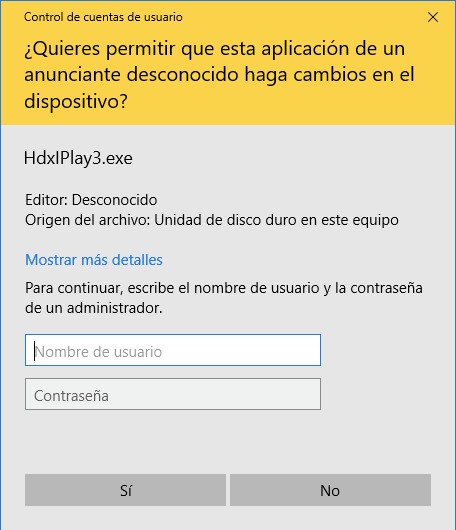 Control de cuentas de usuario
¿Quieres permitir que esta aplicación de un
anunciante desconocido haga cambios en el
dispositivo?
HdxIPlay3.exe
Editor: Desconocido
Origen del archivo: Unidad de disco duro en este equipo
Mostrar más detalles
Para continuar, escribe el nombre de usuario y la contraseña
de un administrador.
Nombre de usuario
Contraseña
Sí
No